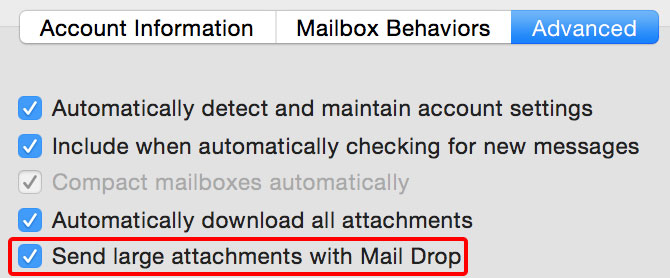 Account Information Mailbox Behaviors Advanced
Automatically detect and maintain account settings
Include when automatically checking for new messages
Compact mailboxes automatically
Automatically download all attachments
Send large attachments with Mail Drop